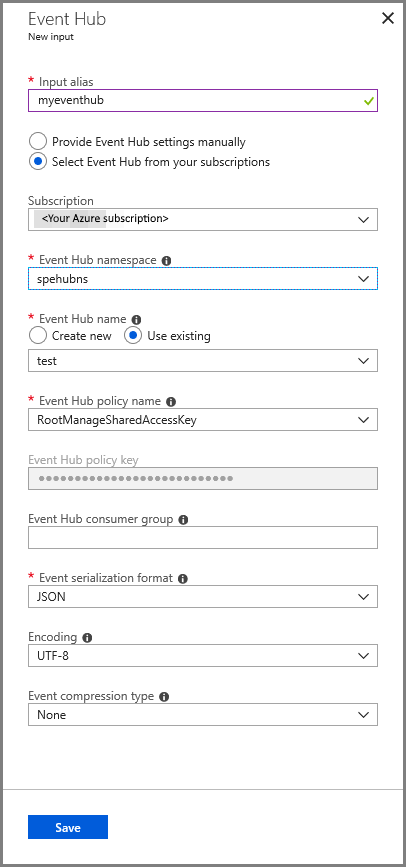 Event Hub
New input
* Input alias
myeventhub
Provide Event Hub settings manually
Select Event Hub from your subscriptions
Subscription
<Your Azure subscription>
* Event Hub namespace
spehubns
* Event Hub name
Create new Use existing
test
* Event Hub policy name
RootManageSharedAccessKey
Event Hub policy key
••••••••••••••••••••••••••••
Event Hub consumer group
* Event serialization format
JSON
Encoding
UTF-8
Event compression type
None
Save